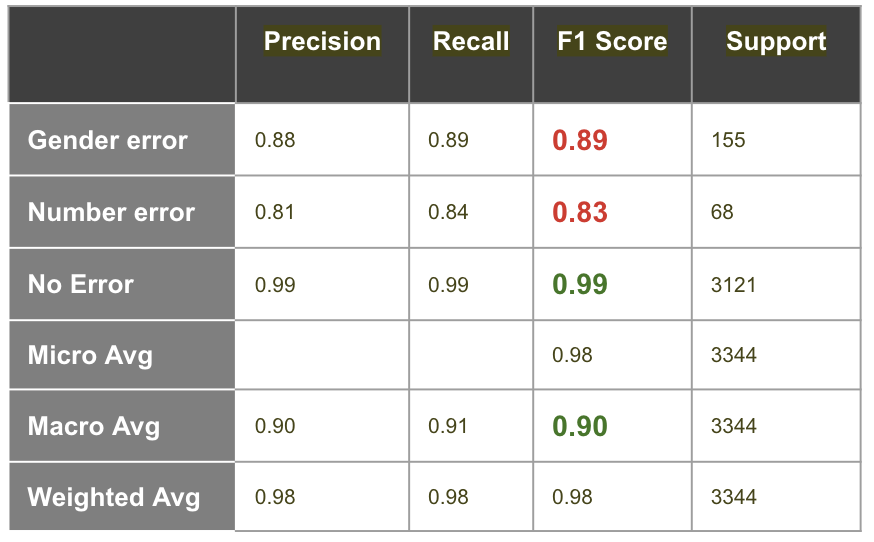 Precision Recall F1 Score Support
Gender error 0.88 0.89 0.89 155
Number error 0.81 0.84 0.83 68
No Error 0.99 0.99 0.99 3121
Micro Avg 0.98 3344
Macro Avg 0.90 0.91 0.90 3344
Weighted Avg 0.98 0.98 0.98 3344